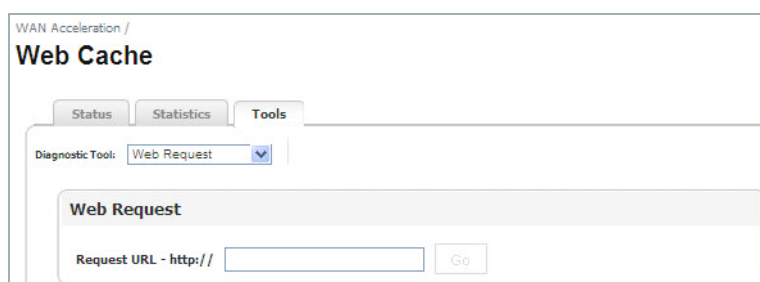 WAN Acceleration /
Web Cache
Status Statistics Tools
Diagnostic Tool: Web Request
Web Request
Request URL - http:// Go